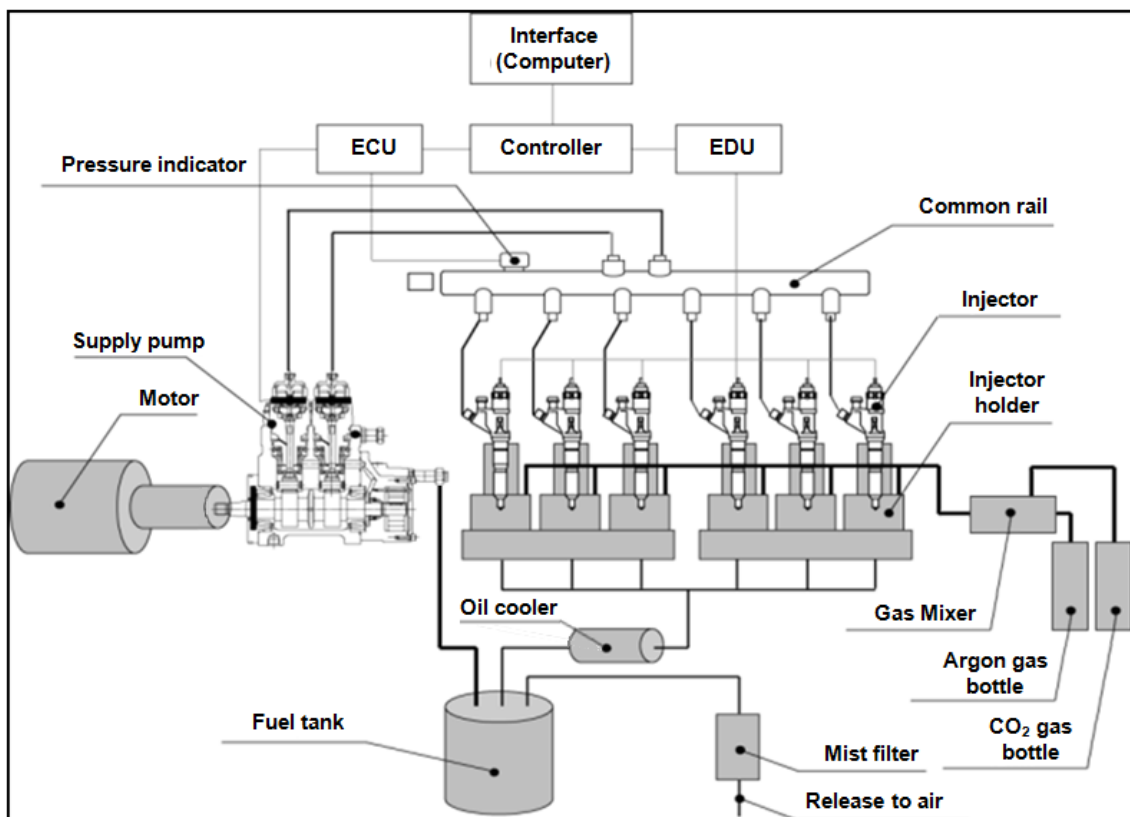 Interface
(Computer)
ECU
Controller
EDU
Pressure indicator
Common rail
Injector
Supply pump
Motor
Injector
holder
Oil cooler
Gas Mixer
Argon gas
bottle
Fuel tank
CO₂ gas
bottle
Mist filter
Release to air